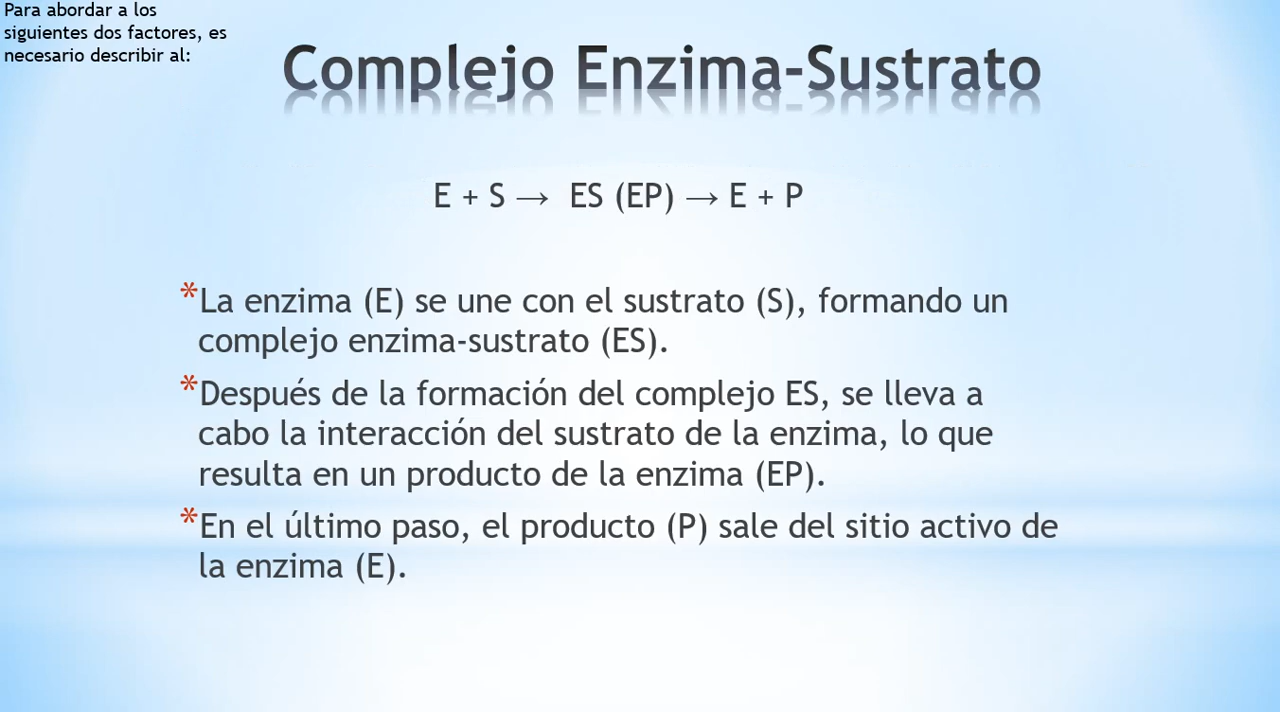 Para abordar a los
siguientes dos factores, es
necesario describir al:
Complejo Enzima-Sustrato
E + S → ES (EP) → E + P
*La enzima (E) se une con el sustrato (S), formando un
complejo enzima-sustrato (ES).
*Después de la formación del complejo ES, se lleva a
cabo la interacción del sustrato de la enzima, lo que
resulta en un producto de la enzima (EP).
*En el último paso, el producto (P) sale del sitio activo de
la enzima (E).